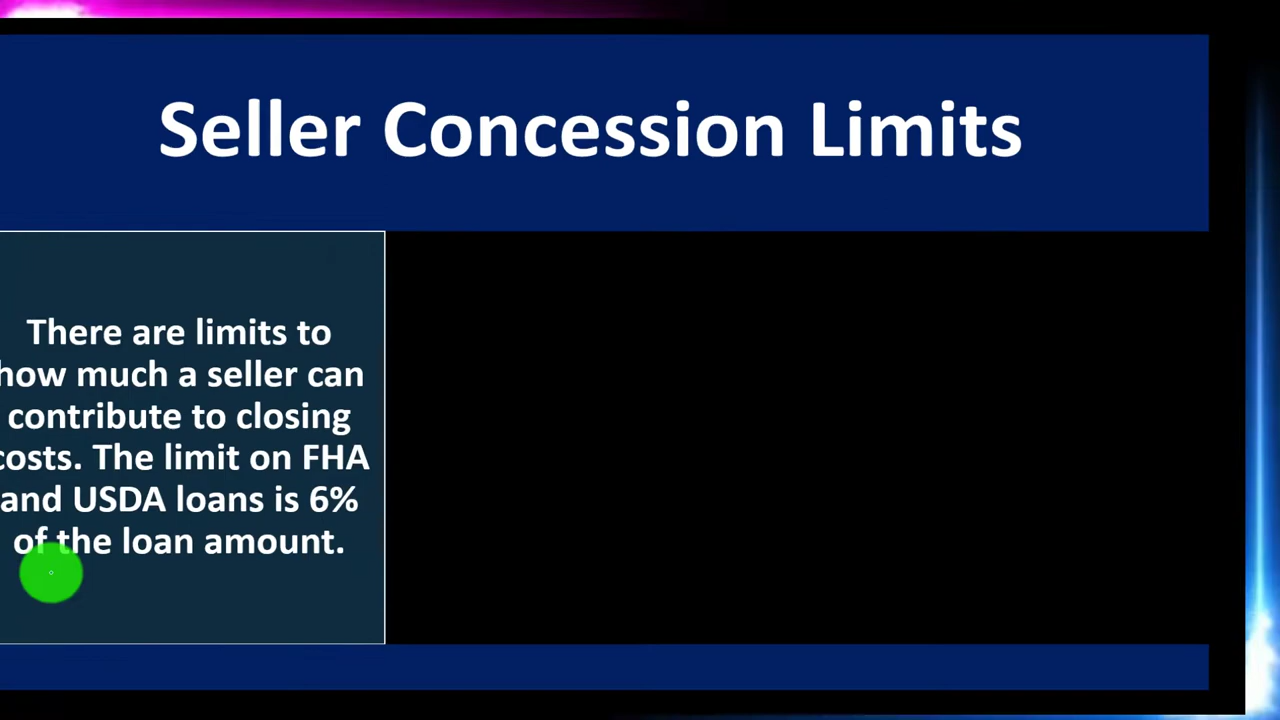 Seller Concession Limits
There are limits to
how much a seller can
contribute to closing
costs. The limit on FHA
and USDA loans is 6%
of the loan amount.